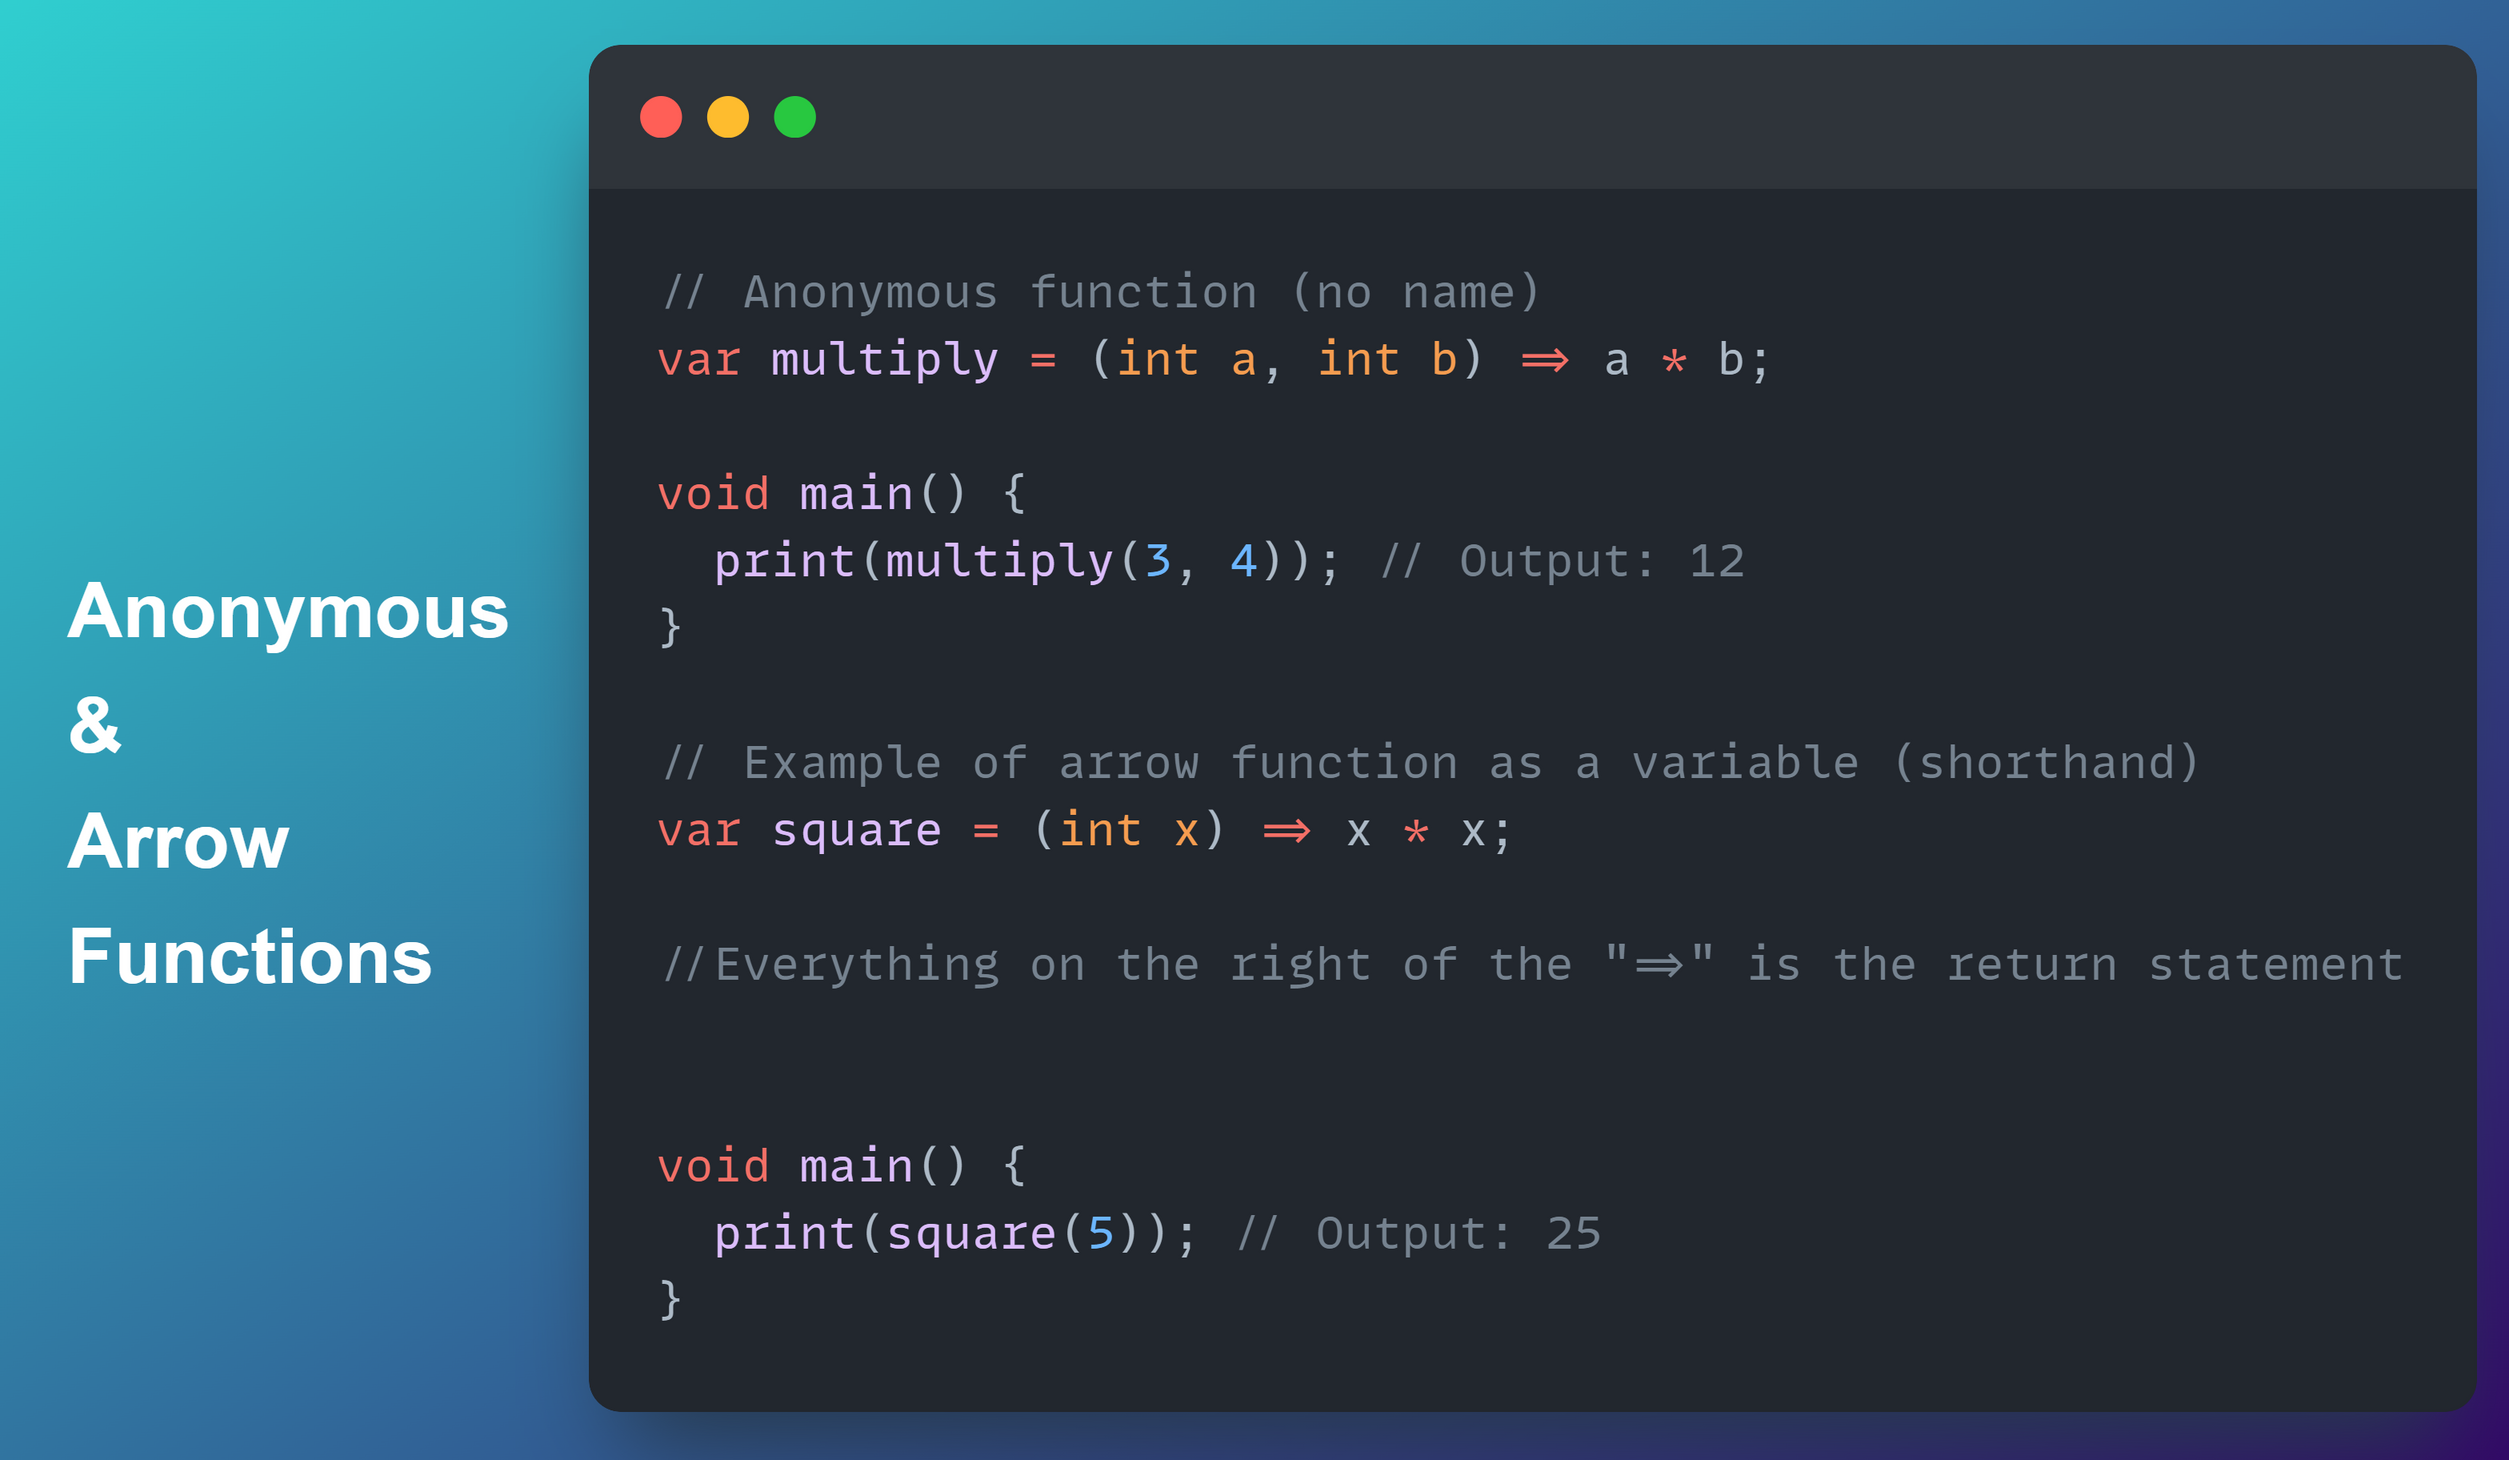 Anonymous
&
Arrow
Functions
// Anonymous function (no name)
var multiply = (int a, int b) => a * b;
void main() {
  print(multiply(3, 4)); // Output: 12
}
// Example of arrow function as a variable (shorthand)
var square = (int x) => x * x;
//Everything on the right of the "=>" is the return statement
void main() {
  print(square(5)); // Output: 25
}